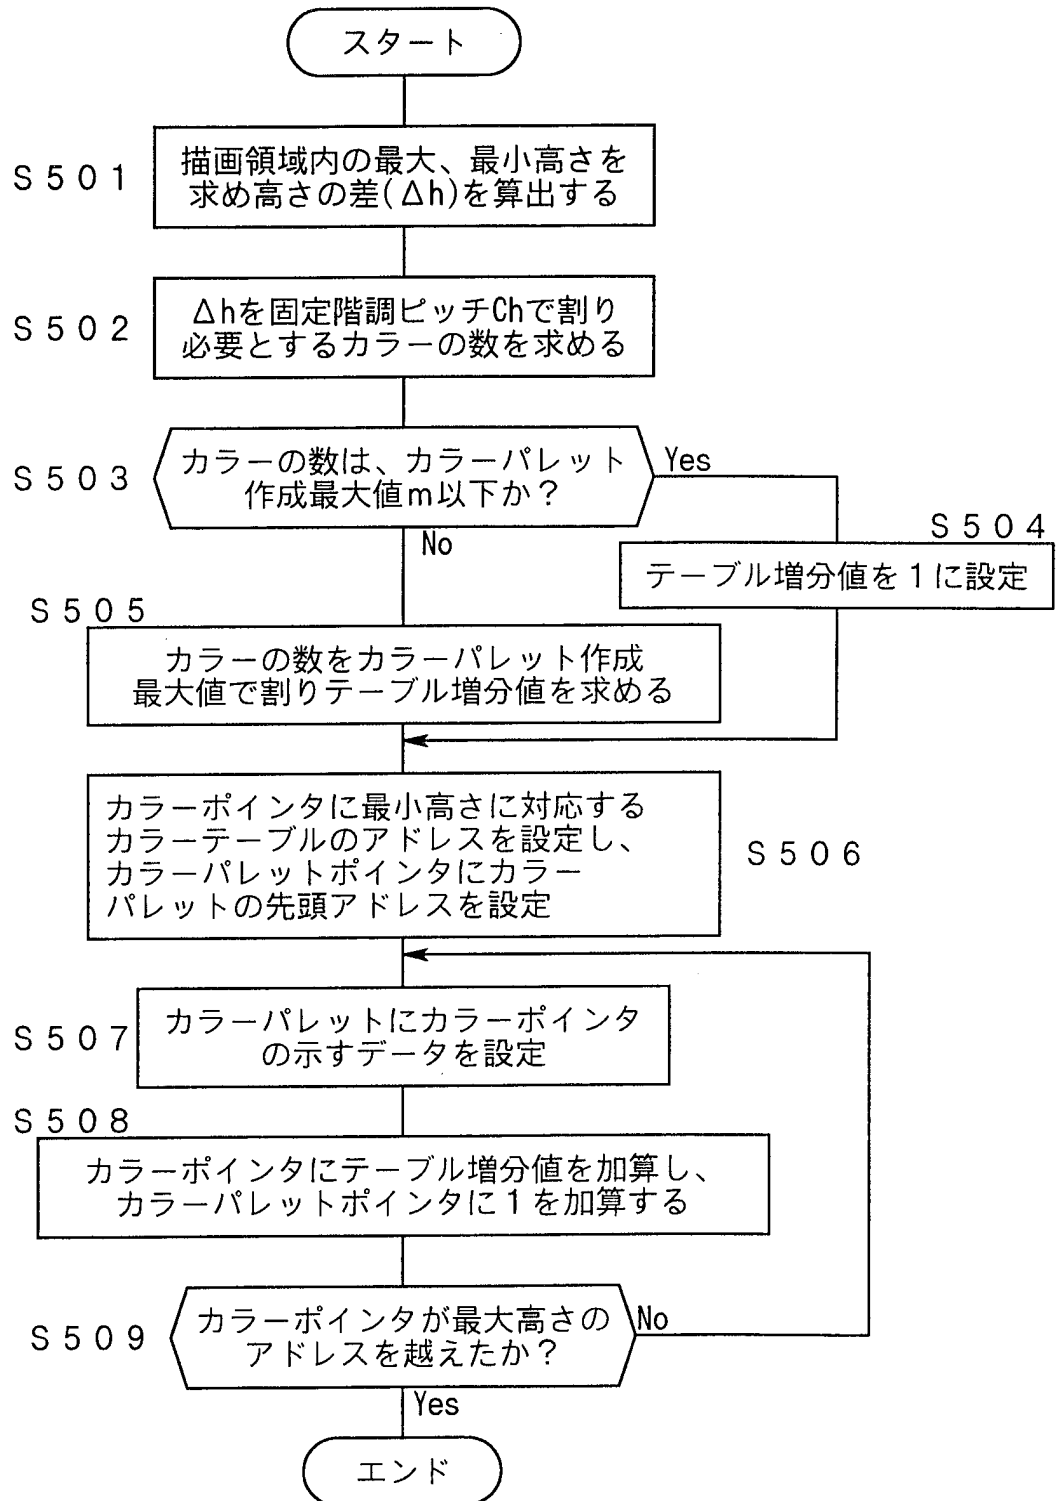 スタート
S501
描画領域内の最大、最小高さを
求め高さの差(Δh)を算出する
S502
Δhを固定階調ピッチChで割り
必要とするカラーの数を求める
S503
カラーの数は、カラーパレット
作成最大値m以下か?
Yes
No
S504
テーブル増分値を1に設定
S505
カラーの数をカラーパレット作成
最大値で割りテーブル増分値を求める
カラーポインタに最小高さに対応する
カラーテーブルのアドレスを設定し、
カラーパレットポインタにカラー
パレットの先頭アドレスを設定
S506
S507
カラーパレットにカラーポインタ
の示すデータを設定
S508
カラーポインタにテーブル増分値を加算し、
カラーパレットポインタに1を加算する
S509
カラーポインタが最大高さの
アドレスを越えたか?
No
Yes
エンド